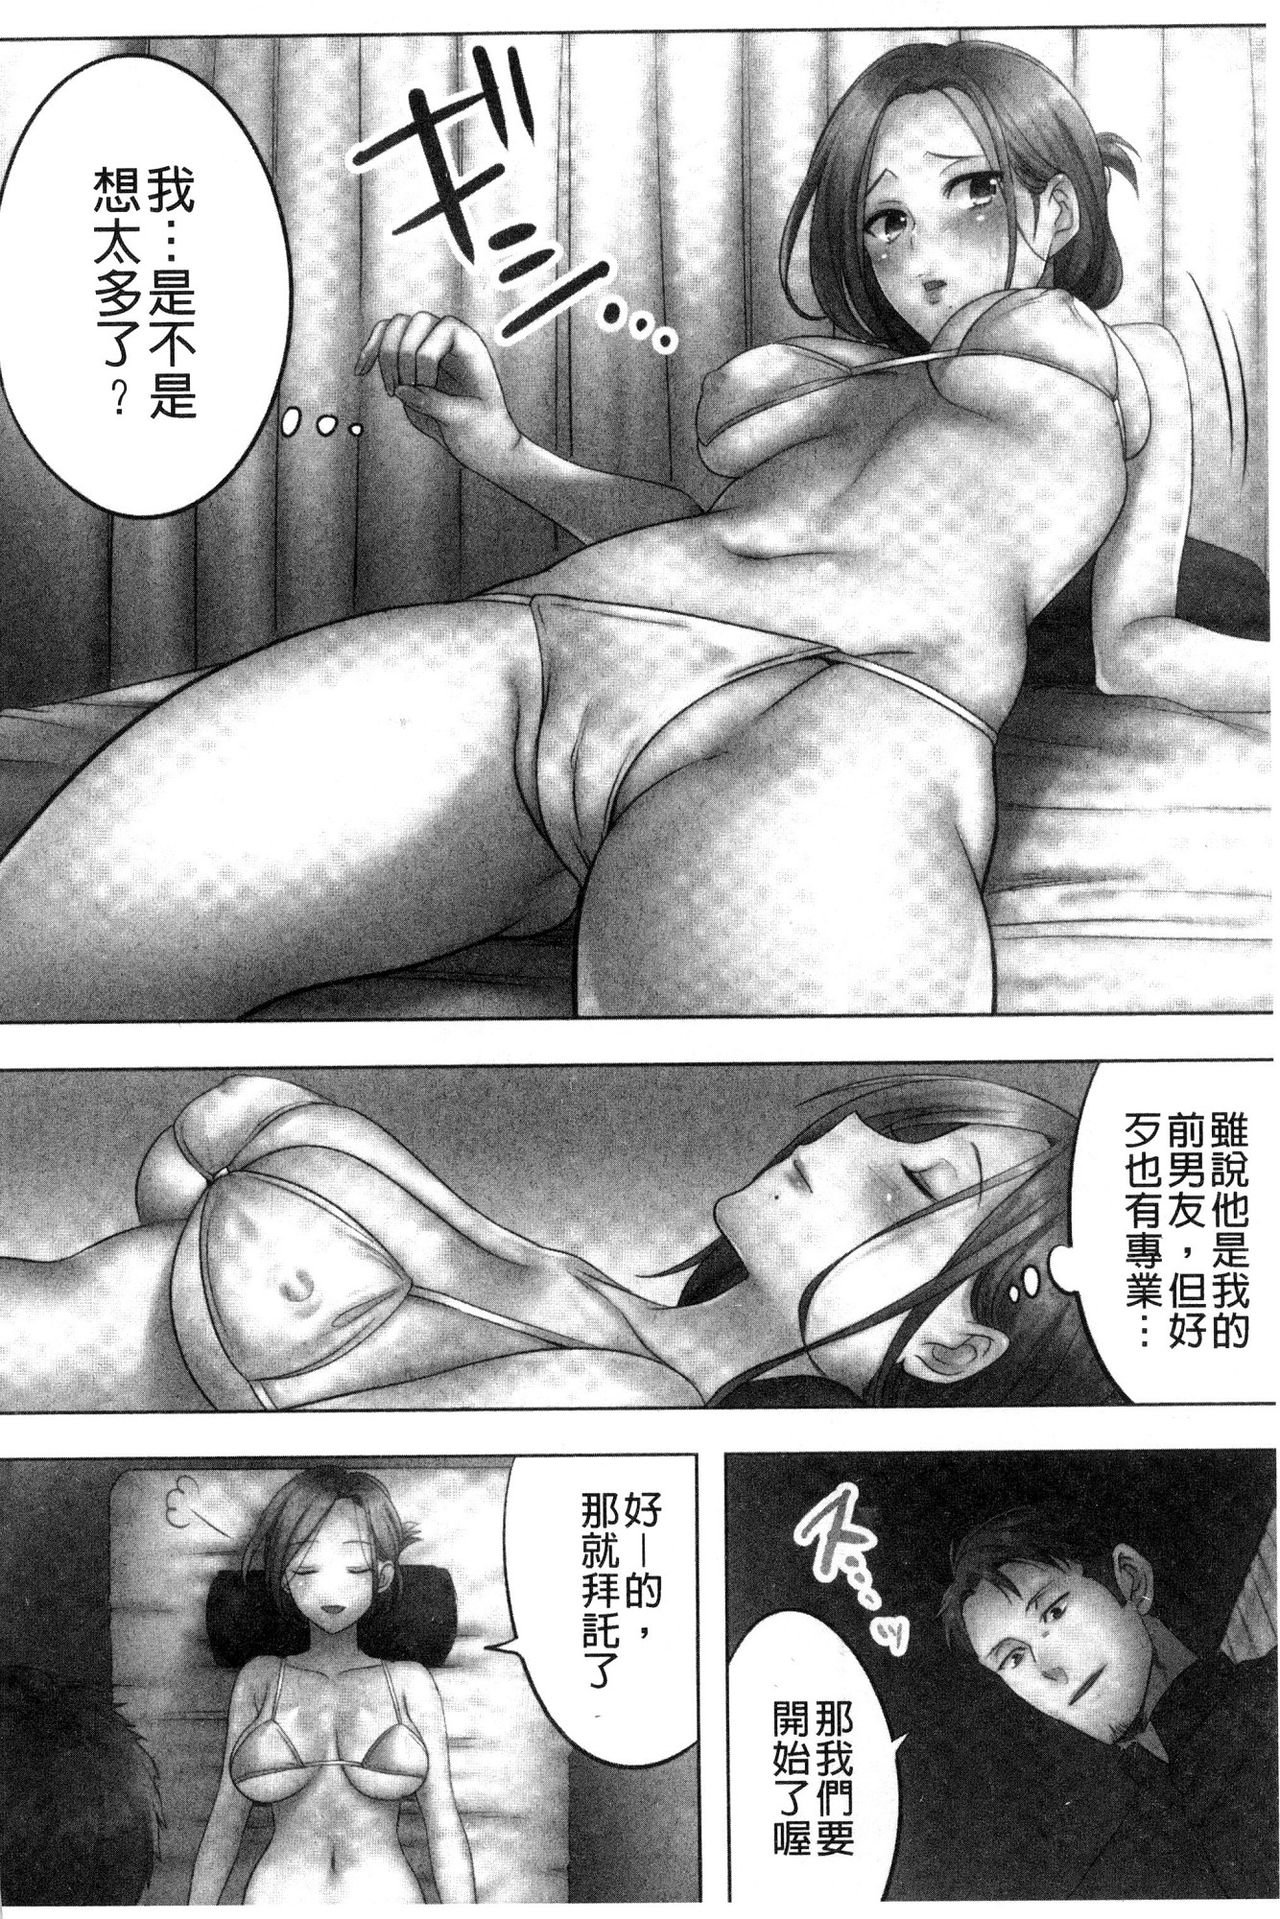 ギシ…
我…是不是
想太多了？
雖說他是我的
前男友，但好
歹也有專業…
那我們要
開始了喔
好－的，
那就拜託了